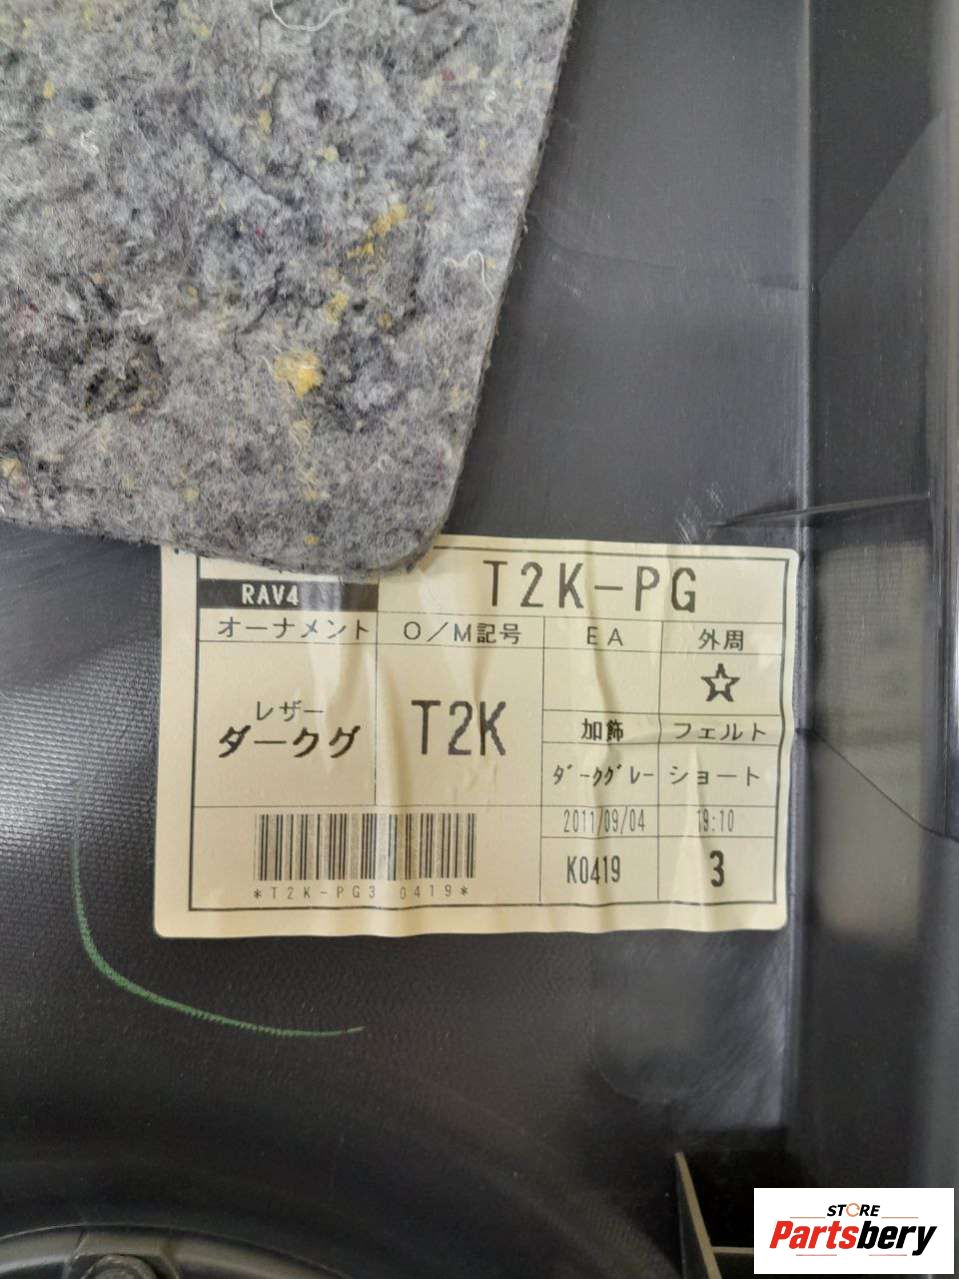 RAV4
T2K-PG
オーナメント
O/M記号
EA
外周
レザー
ダークグ
T2K
☆
加飾
フェルト
ダークグレー
ショート
2011/09/04
19:10
K0419
3
*T2K-PG3 0419*
STORE
Partsbery